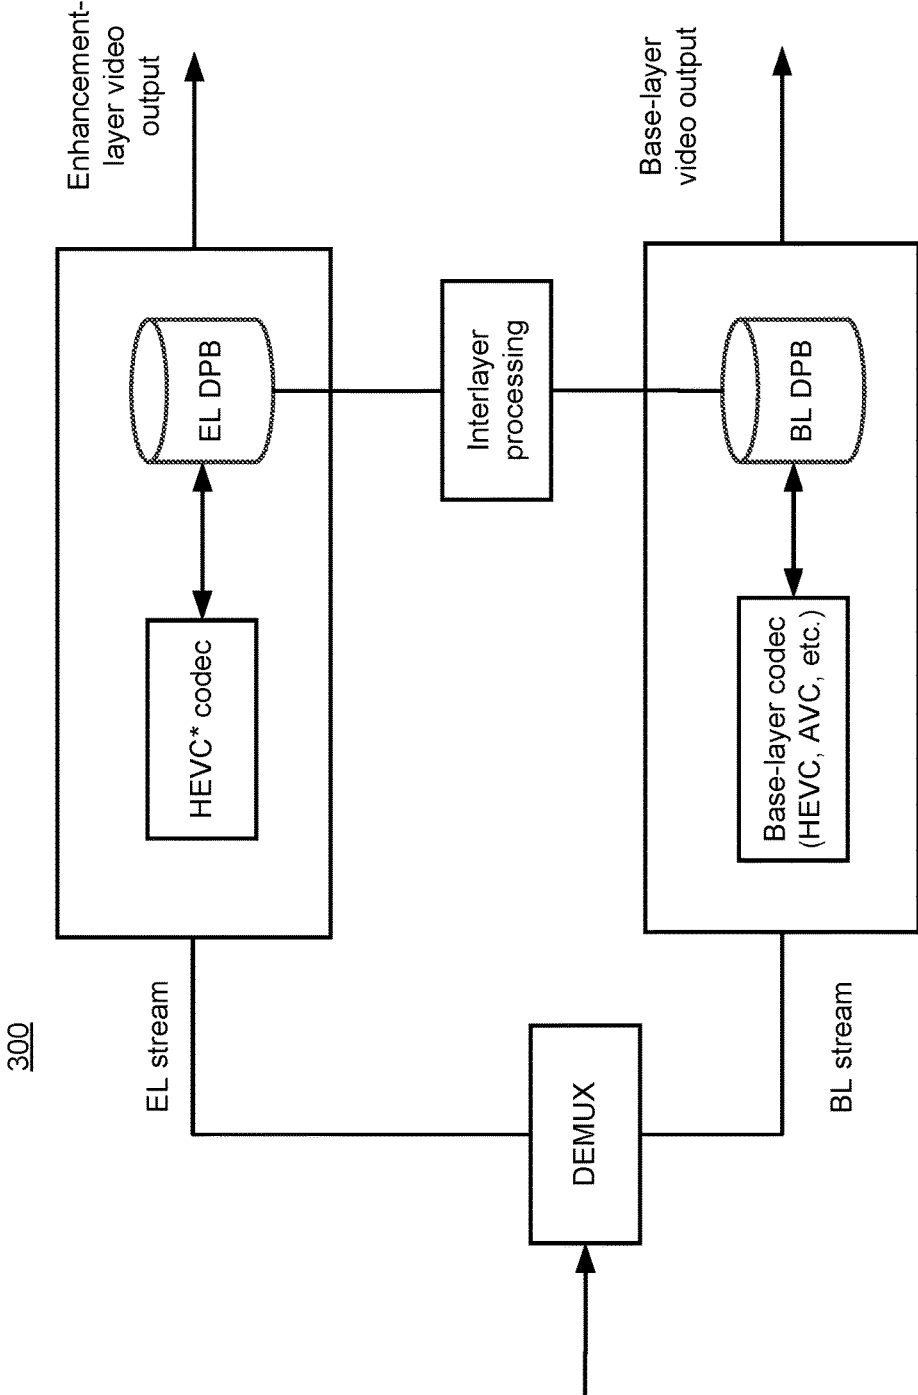 300
Enhancement-
layer video
output
EL stream
HEVC* codec
EL DPB
DEMUX
Interlayer
processing
Base-layer
video output
BL stream
Base-layer codec
(HEVC, AVC, etc.)
BL DPB